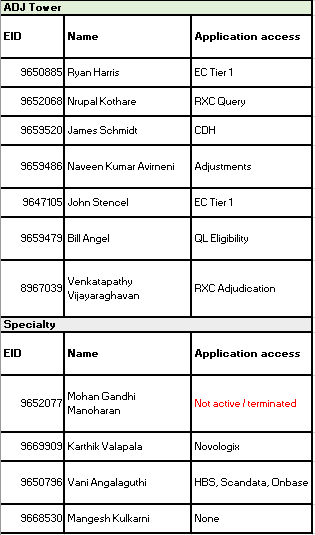 ADJ Tower
EID Name Application access
9650885 Ryan Harris EC Tier 1
9652068 Nrupal Kothare RXC Query
9659520 James Schmidt CDH
9659486 Naveen Kumar Avirneni Adjustments
9647105 John Stencel EC Tier 1
9659479 Bill Angel QL Eligibility
8967039 Venkatapathy
Vijayaraghavan RXC Adjudication
Specialty
EID Name Application access
9652077 Mohan Gandhi
Manoharan Not active / terminated
9669909 Karthik Valapala Novologix
9650796 Vani Angalaguthi HBS, Scandata, Onbase
9668530 Mangesh Kulkarni None